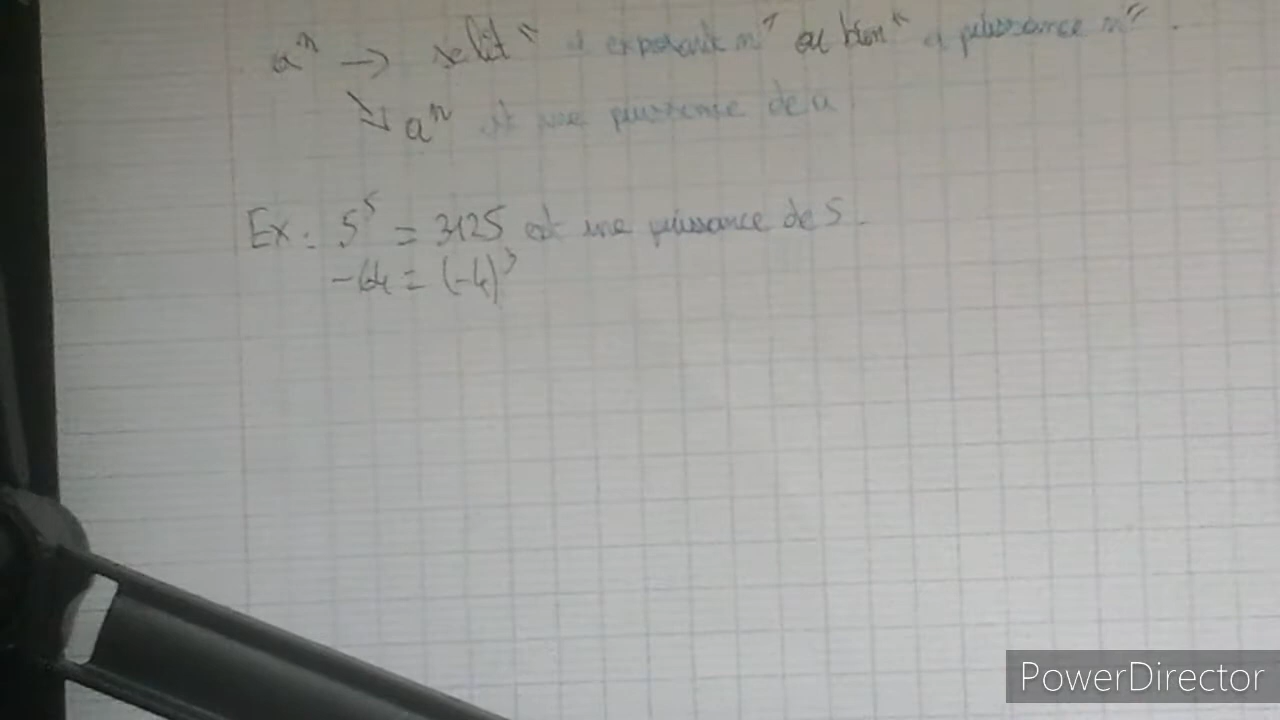 aⁿ → se lit " a exposant n " ou bien " a puissance n " .
↳ aⁿ est une puissance de a
Ex : 5⁵ = 3125 est une puissance de 5.
-64 = (-4)³
PowerDirector